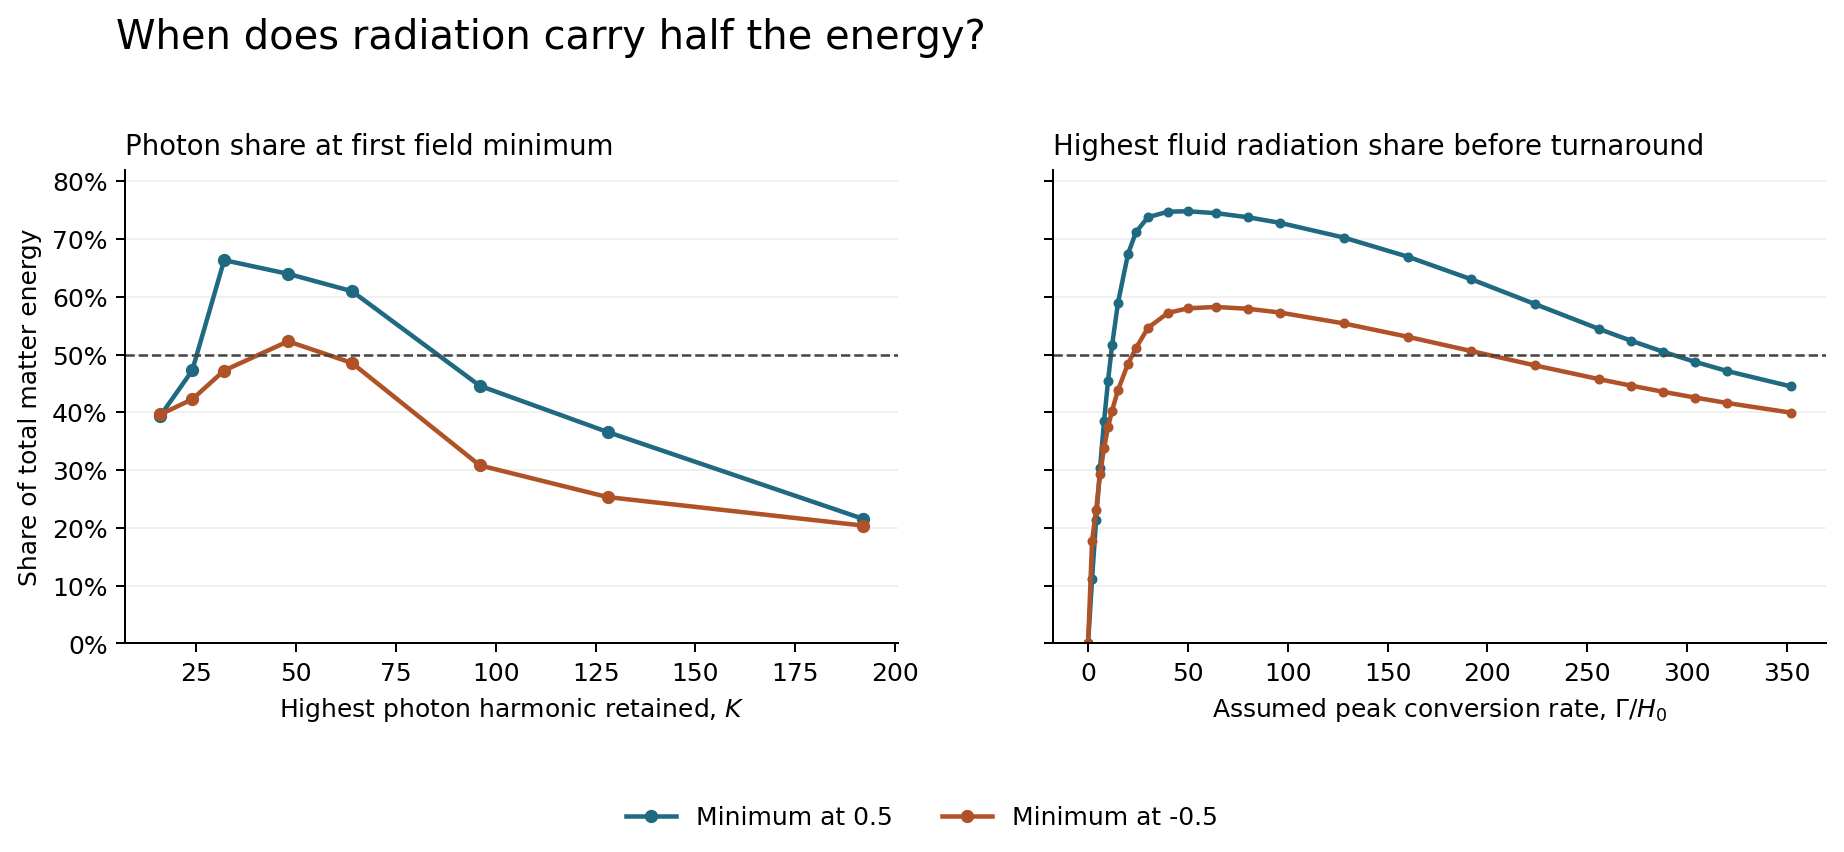 When does radiation carry half the energy?
Photon share at first field minimum
Share of total matter energy
80%
70%
60%
50%
40%
30%
20%
10%
0%
25 50 75 100 125 150 175 200
Highest photon harmonic retained, K
Highest fluid radiation share before turnaround
0 50 100 150 200 250 300 350
Assumed peak conversion rate, Γ/H₀
Minimum at 0.5
Minimum at -0.5